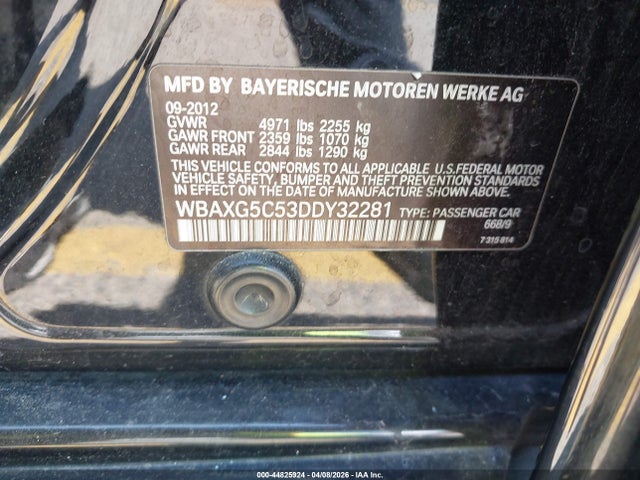 MFD BY BAYERISCHE MOTOREN WERKE AG
09-2012
GVWR 4971 lbs 2255 kg
GAWR FRONT 2359 lbs 1070 kg
GAWR REAR 2844 lbs 1290 kg
THIS VEHICLE CONFORMS TO ALL APPLICABLE U.S.FEDERAL MOTOR
VEHICLE SAFETY, BUMPER AND THEFT PREVENTION STANDARDS
IN EFFECT ON THE DATE OF MANUFACTURE SHOWN ABOVE.
WBAXG5C53DDY32281 TYPE: PASSENGER CAR
668/9
7 315 814
000-44825924 | 04/08/2026 | IAA Inc.